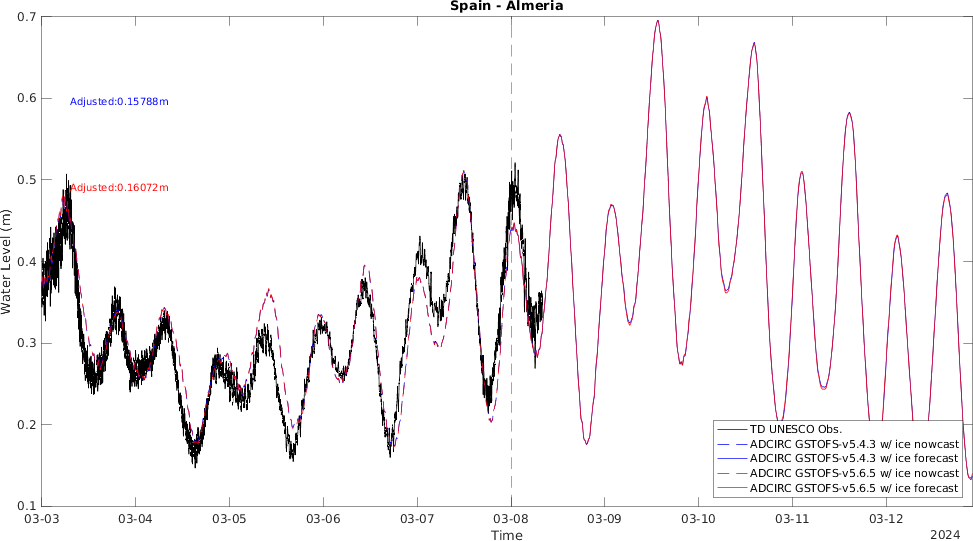 Spain - Almeria
0.7
0.6
0.5
0.4
0.3
0.2
0.1
Water Level (m)
Adjusted:0.15788m
Adjusted:0.16072m
TD UNESCO Obs.
ADCIRC GSTOFS-v5.4.3 w/ ice nowcast
ADCIRC GSTOFS-v5.4.3 w/ ice forecast
ADCIRC GSTOFS-v5.6.5 w/ ice nowcast
ADCIRC GSTOFS-v5.6.5 w/ ice forecast
03-03 03-04 03-05 03-06 03-07 03-08 03-09 03-10 03-11 03-12
Time
2024